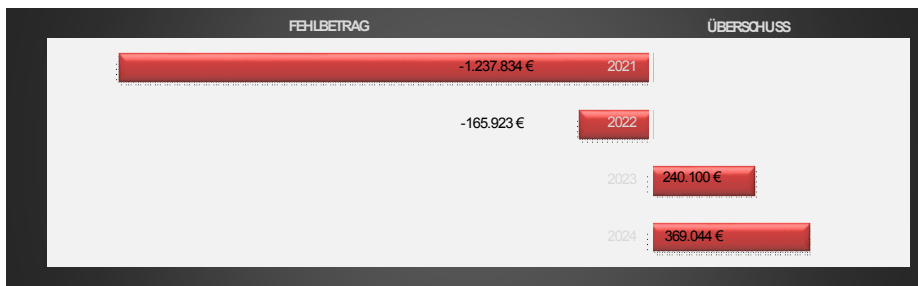 FEHLBETRAG ÜBERSCHUSS
-1.237.834 € 2021
-165.923 € 2022
2023 240.100 €
2024 369.044 €